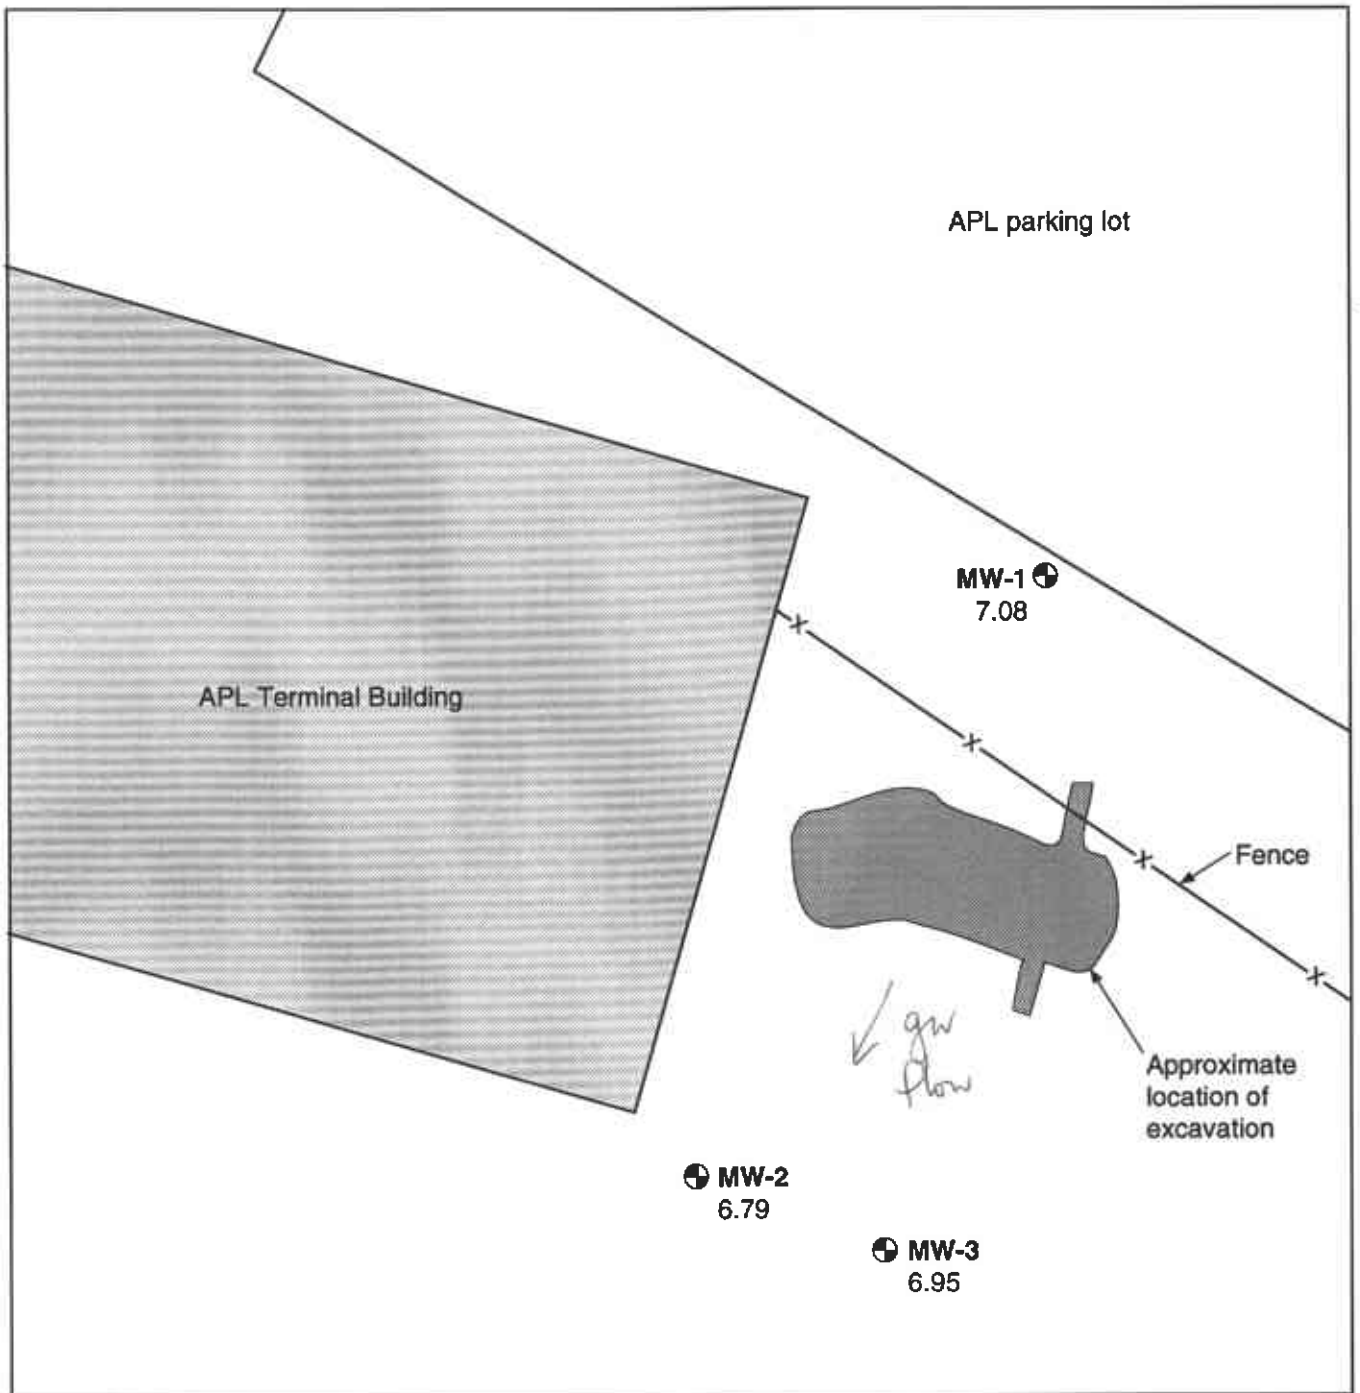 APL parking lot
MW-1
7.08
APL Terminal Building
Fence
gw
flow
Approximate
location of
excavation
MW-2
6.79
MW-3
6.95